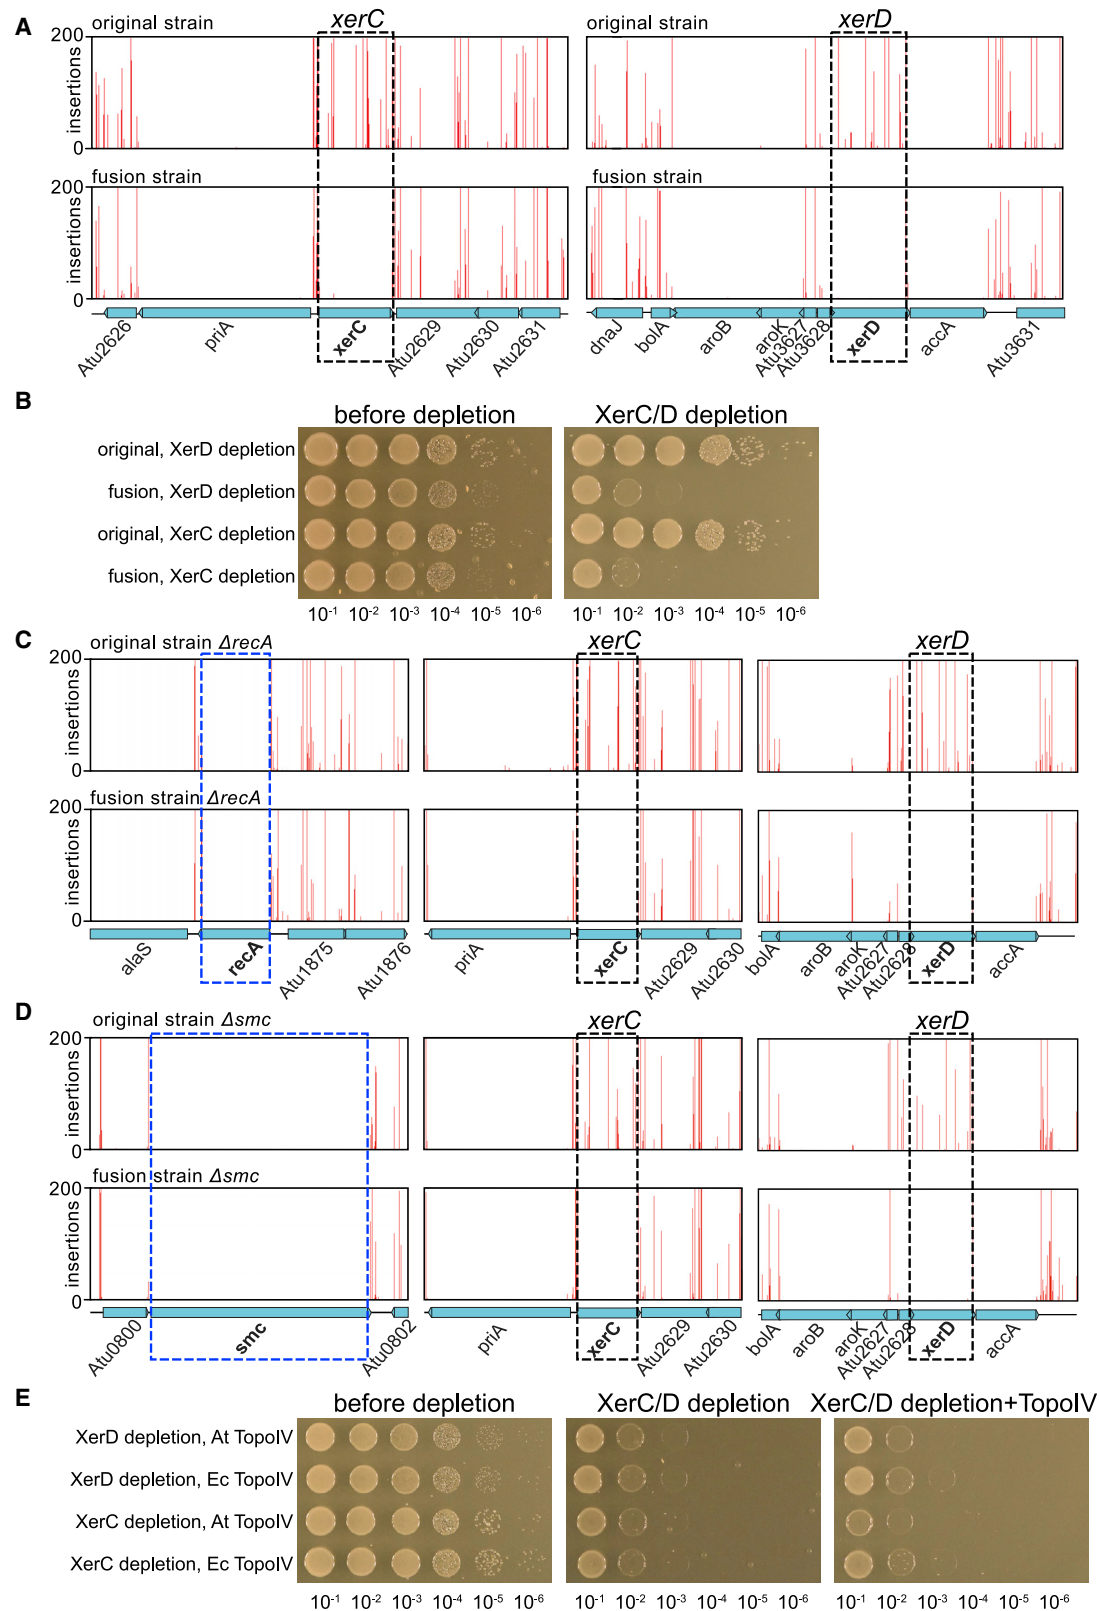 A
original strain
xerC
xerD
original strain
200
insertions
0
fusion strain
fusion strain
200
insertions
0
Atu2626
priA
xerC
Atu2629
Atu2630
Atu2631
dnaJ
bolA
aroB
aroK
Atu3627
Atu3628
xerD
accA
Atu3631
B
before depletion
XerC/D depletion
original, XerD depletion
fusion, XerD depletion
original, XerC depletion
fusion, XerC depletion
10⁻¹ 10⁻² 10⁻³ 10⁻⁴ 10⁻⁵ 10⁻⁶
10⁻¹ 10⁻² 10⁻³ 10⁻⁴ 10⁻⁵ 10⁻⁶
C
original strain ΔrecA
xerC
xerD
200
insertions
0
fusion strain ΔrecA
200
insertions
0
alaS
recA
Atu1875
Atu1876
priA
xerC
Atu2629
Atu2630
bolA
aroB
aroK
Atu2627
Atu2628
xerD
accA
D
original strain Δsmc
xerC
xerD
200
insertions
0
fusion strain Δsmc
200
insertions
0
Atu0800
smc
Atu0802
priA
xerC
Atu2629
Atu2630
bolA
aroB
aroK
Atu2627
Atu2628
xerD
accA
E
before depletion
XerC/D depletion
XerC/D depletion+TopoIV
XerD depletion, At TopoIV
XerD depletion, Ec TopoIV
XerC depletion, At TopoIV
XerC depletion, Ec TopoIV
10⁻¹ 10⁻² 10⁻³ 10⁻⁴ 10⁻⁵ 10⁻⁶
10⁻¹ 10⁻² 10⁻³ 10⁻⁴ 10⁻⁵ 10⁻⁶
10⁻¹ 10⁻² 10⁻³ 10⁻⁴ 10⁻⁵ 10⁻⁶